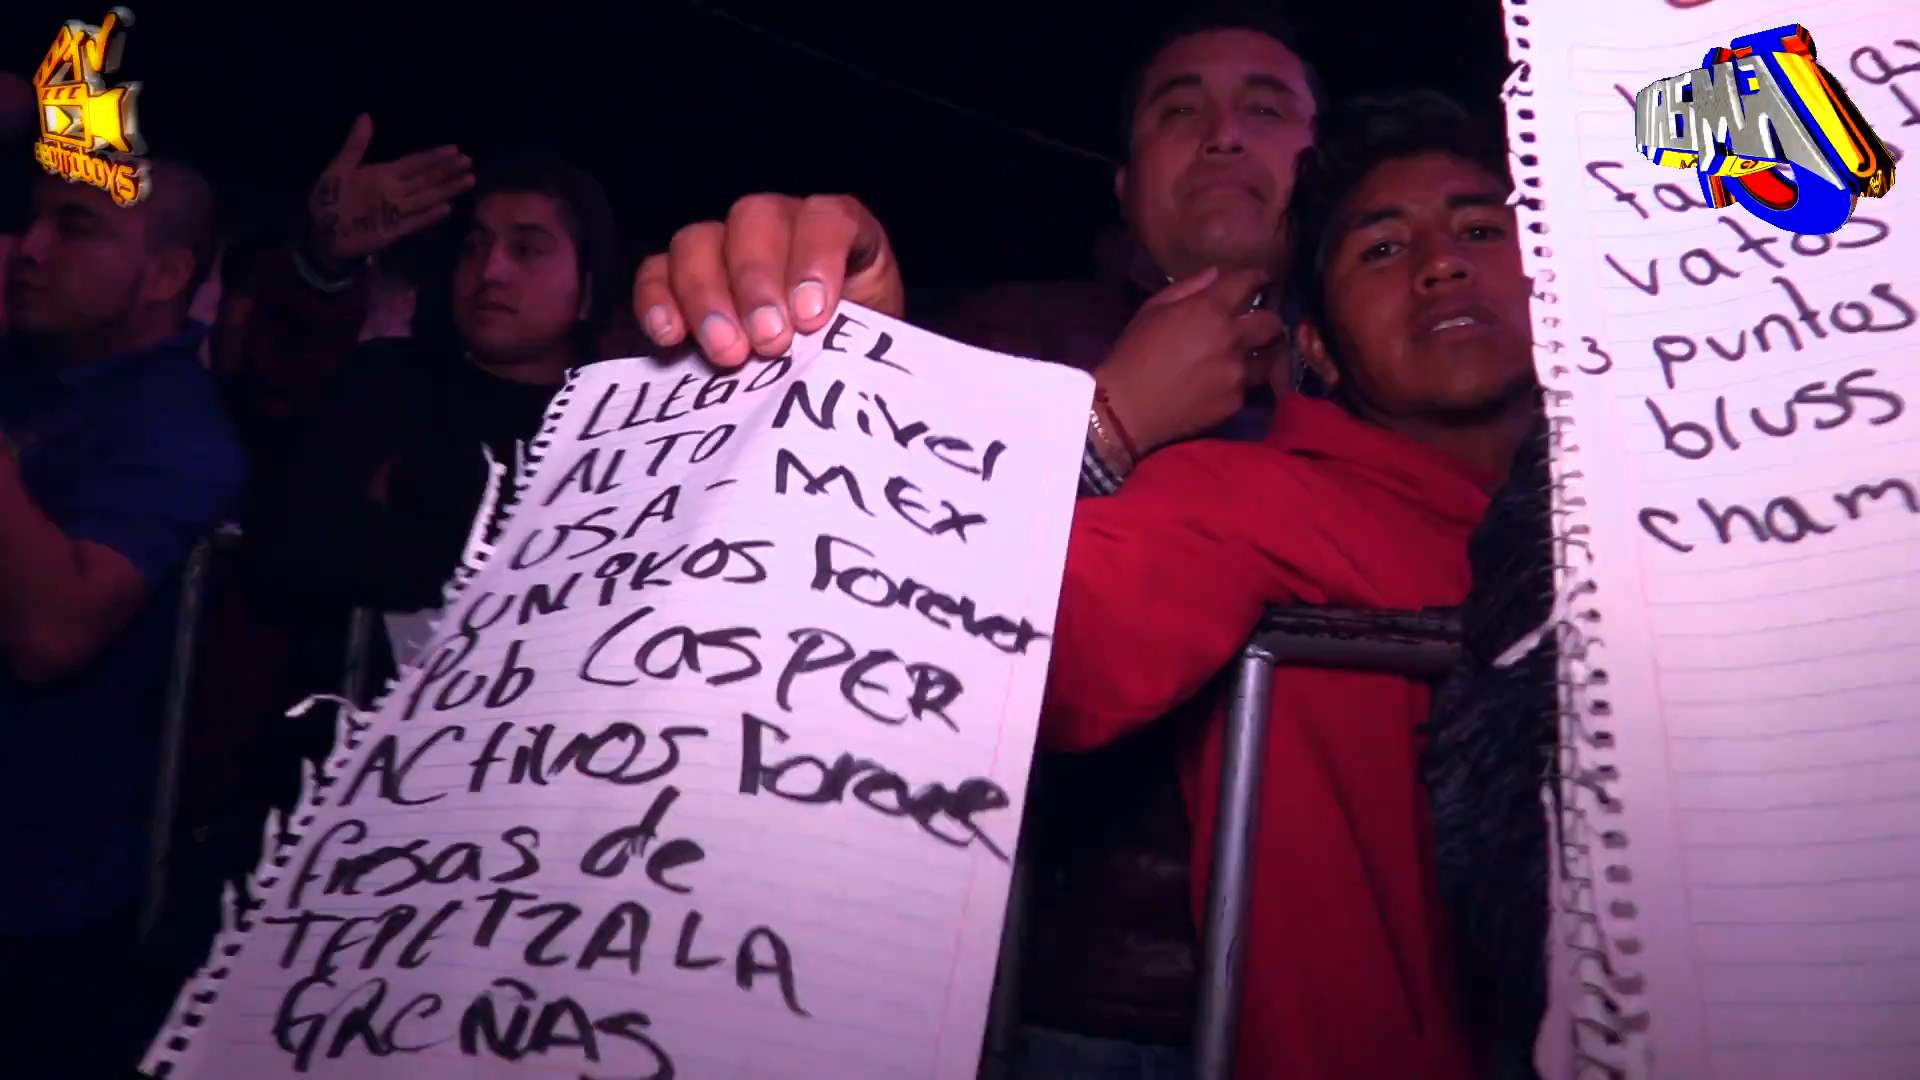 electroboys
LLEGO EL
ALTO Nivel
USA - MEX
UNIKOS Forever
Pub CASPER
ACtivos Forever
fresas de
TEPETZALA
GREÑAS
vatos
3 puntos
bluss
cham